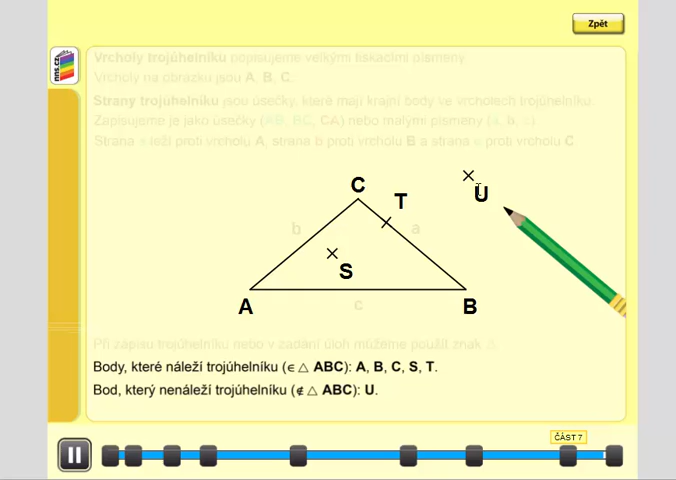 Zpět
nns.cz
Vrcholy trojúhelníku popisujeme velkými tiskacími písmeny.
Vrcholy na obrázku jsou A, B, C.
Strany trojúhelníku jsou úsečky, které mají krajní body ve vrcholech trojúhelníku.
Zapisujeme je jako úsečky (AB, BC, CA) nebo malými písmeny (a, b, c).
Strana a leží proti vrcholu A, strana b proti vrcholu B a strana c proti vrcholu C
C
T
U
b
a
S
A
c
B
Při zápisu trojúhelníku nebo v zadání úloh můžeme použít znak △.
Body, které náleží trojúhelníku (∈ △ ABC): A, B, C, S, T.
Bod, který nenáleží trojúhelníku (∉ △ ABC): U.
ČÁST 7